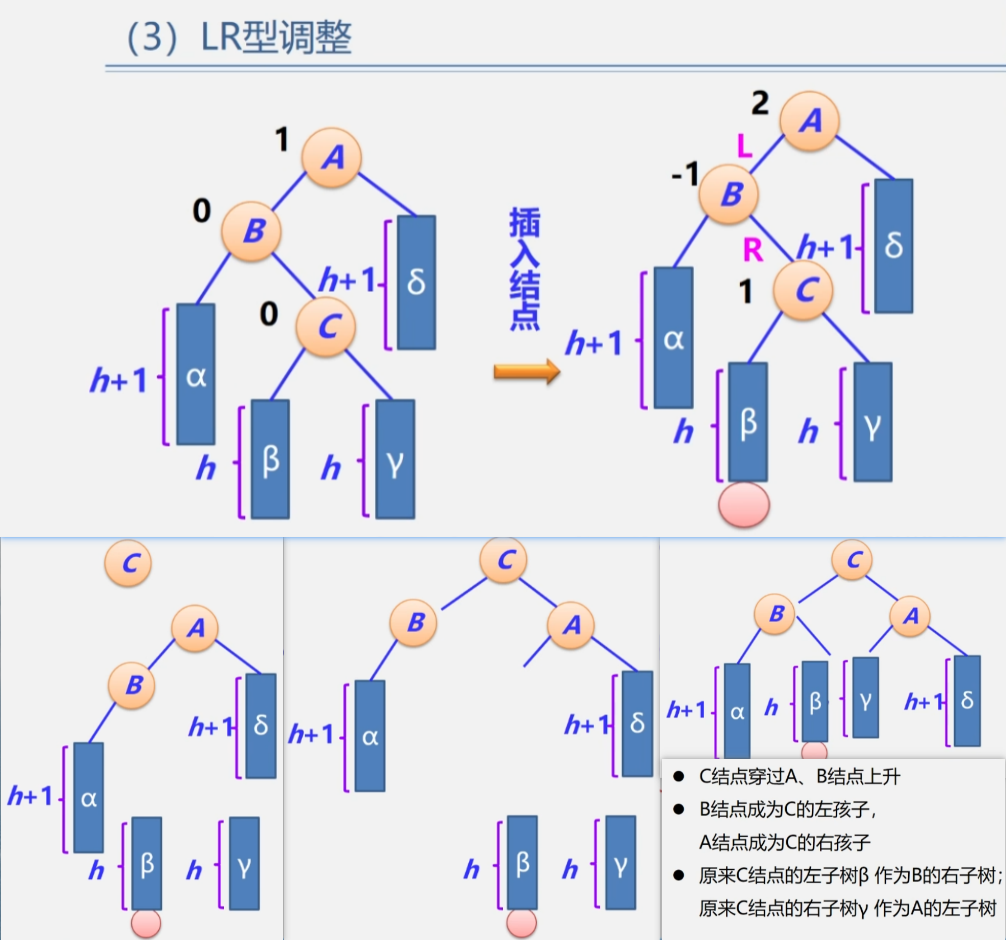 （3）LR型调整
1
A
0
B
h+1
δ
0
C
h+1
α
h
β
h
γ
插入结点
2
A
L
-1
B
R
h+1
δ
1
C
h+1
α
h
β
h
γ
C
A
B
h+1
δ
h+1
α
h
β
h
γ
C
B
A
h+1
α
h+1
δ
h
β
h
γ
C
B
A
h+1
α
h
β
γ
h+1
δ
● C结点穿过A、B结点上升
● B结点成为C的左孩子，
A结点成为C的右孩子
● 原来C结点的左子树β 作为B的右子树；
原来C结点的右子树γ 作为A的左子树